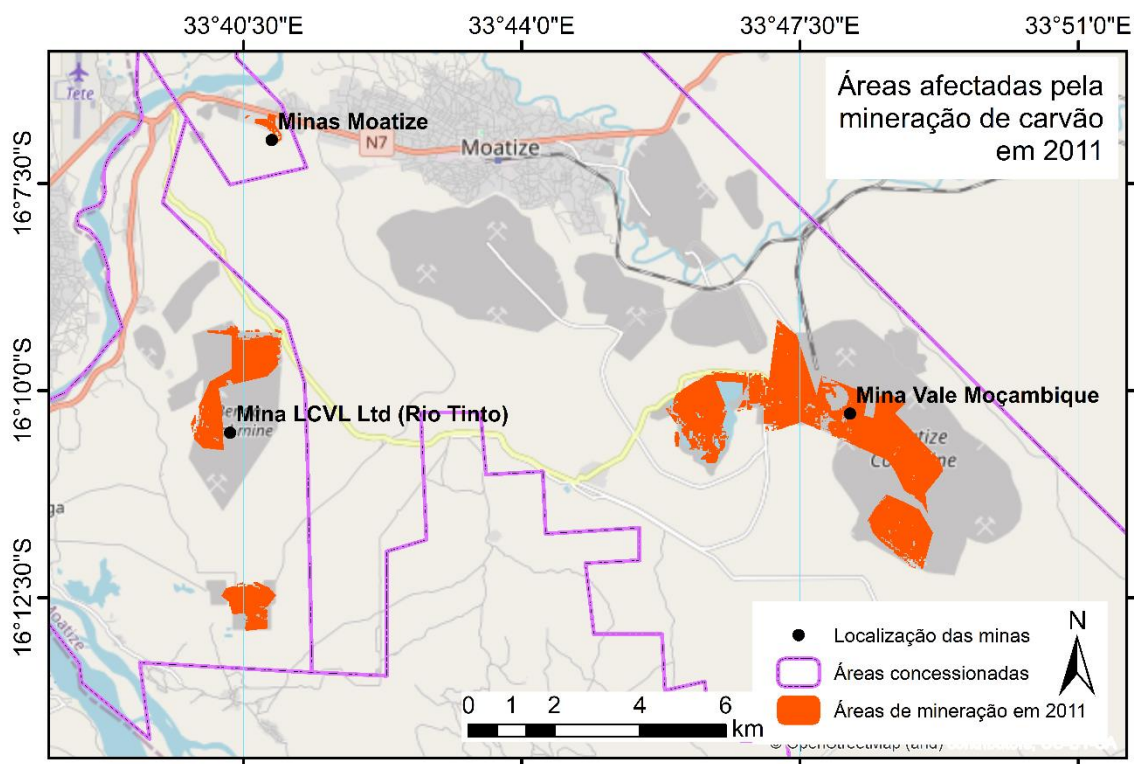 33°40'30"E
33°44'0"E
33°47'30"E
33°51'0"E
Tete
Áreas afectadas pela
mineração de carvão
em 2011
Minas Moatize
N7
Moatize
16°7'30"S
16°10'0"S
Mina Vale Moçambique
Mina LCVL Ltd (Rio Tinto)
16°12'30"S
Moatize
N
Localização das minas
Áreas concessionadas
Áreas de mineração em 2011
0 1 2 4 6
km
© OpenStreetMap (and)